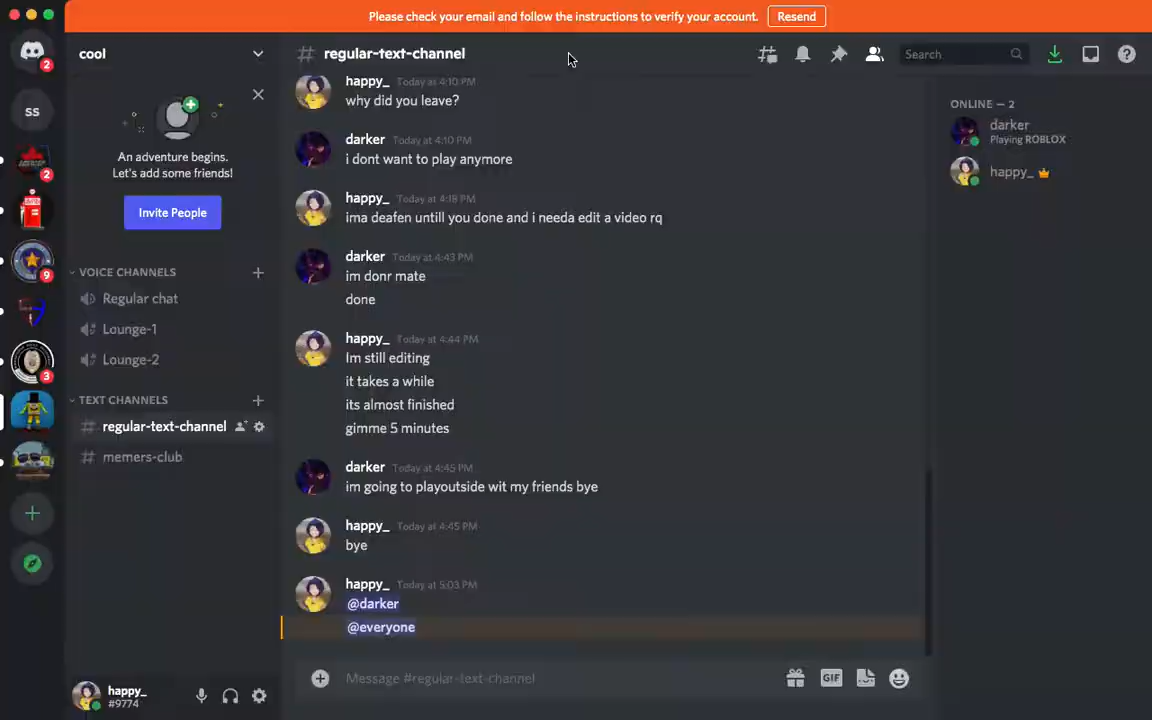 Please check your email and follow the instructions to verify your account.
Resend
cool
regular-text-channel
Search
2
ss
2
9
3
An adventure begins.
Let's add some friends!
Invite People
VOICE CHANNELS
Regular chat
Lounge-1
Lounge-2
TEXT CHANNELS
regular-text-channel
memers-club
happy_
#9774
happy_ Today at 4:10 PM
why did you leave?
darker Today at 4:10 PM
i dont want to play anymore
happy_ Today at 4:18 PM
ima deafen untill you done and i needa edit a video rq
darker Today at 4:43 PM
im donr mate
done
happy_ Today at 4:44 PM
Im still editing
it takes a while
its almost finished
gimme 5 minutes
darker Today at 4:45 PM
im going to playoutside wit my friends bye
happy_ Today at 4:45 PM
bye
happy_ Today at 5:03 PM
@darker
@everyone
Message #regular-text-channel
GIF
ONLINE — 2
darker
Playing ROBLOX
happy_